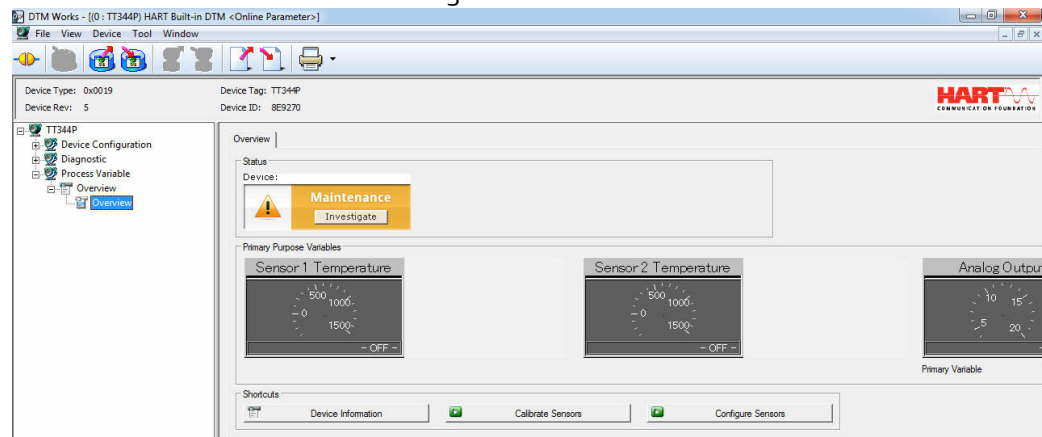 DTM Works - [(0 : TT344P) HART Built-in DTM <Online Parameter>]
File View Device Tool Window
Device Type: 0x0019
Device Tag: TT344P
Device Rev: 5
Device ID: 8E9270
HART
COMMUNICATION FOUNDATION
TT344P
Device Configuration
Diagnostic
Process Variable
Overview
Overview
Overview
Status
Device:
Maintenance
Investigate
Primary Purpose Variables
Sensor 1 Temperature
500
1000
0
1500
- OFF -
Sensor 2 Temperature
500
1000
0
1500
- OFF -
Analog Outpu
10
15
5
20
Primary Variable
Shortcuts
Device Information
Calibrate Sensors
Configure Sensors